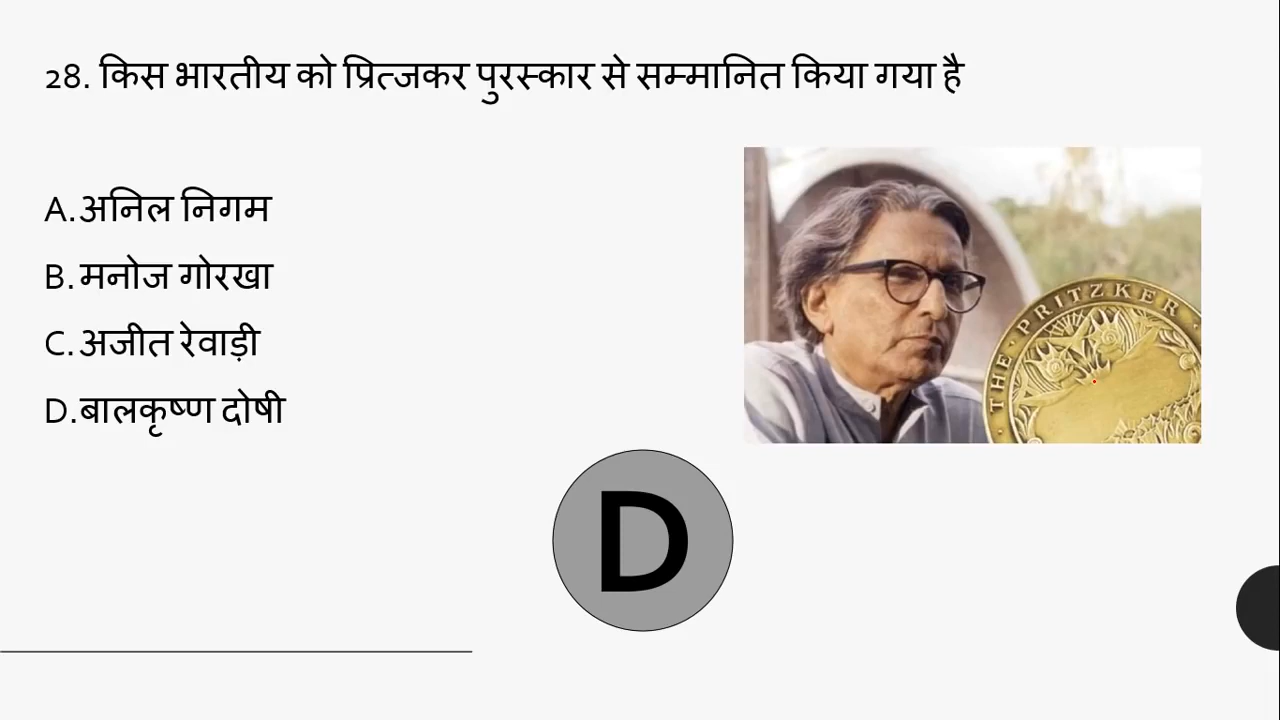 28. किस भारतीय को प्रित्जकर पुरस्कार से सम्मानित किया गया है
A. अनिल निगम
B. मनोज गोरखा
C. अजीत रेवाड़ी
D. बालकृष्ण दोषी
THE · PRITZKER ·
D